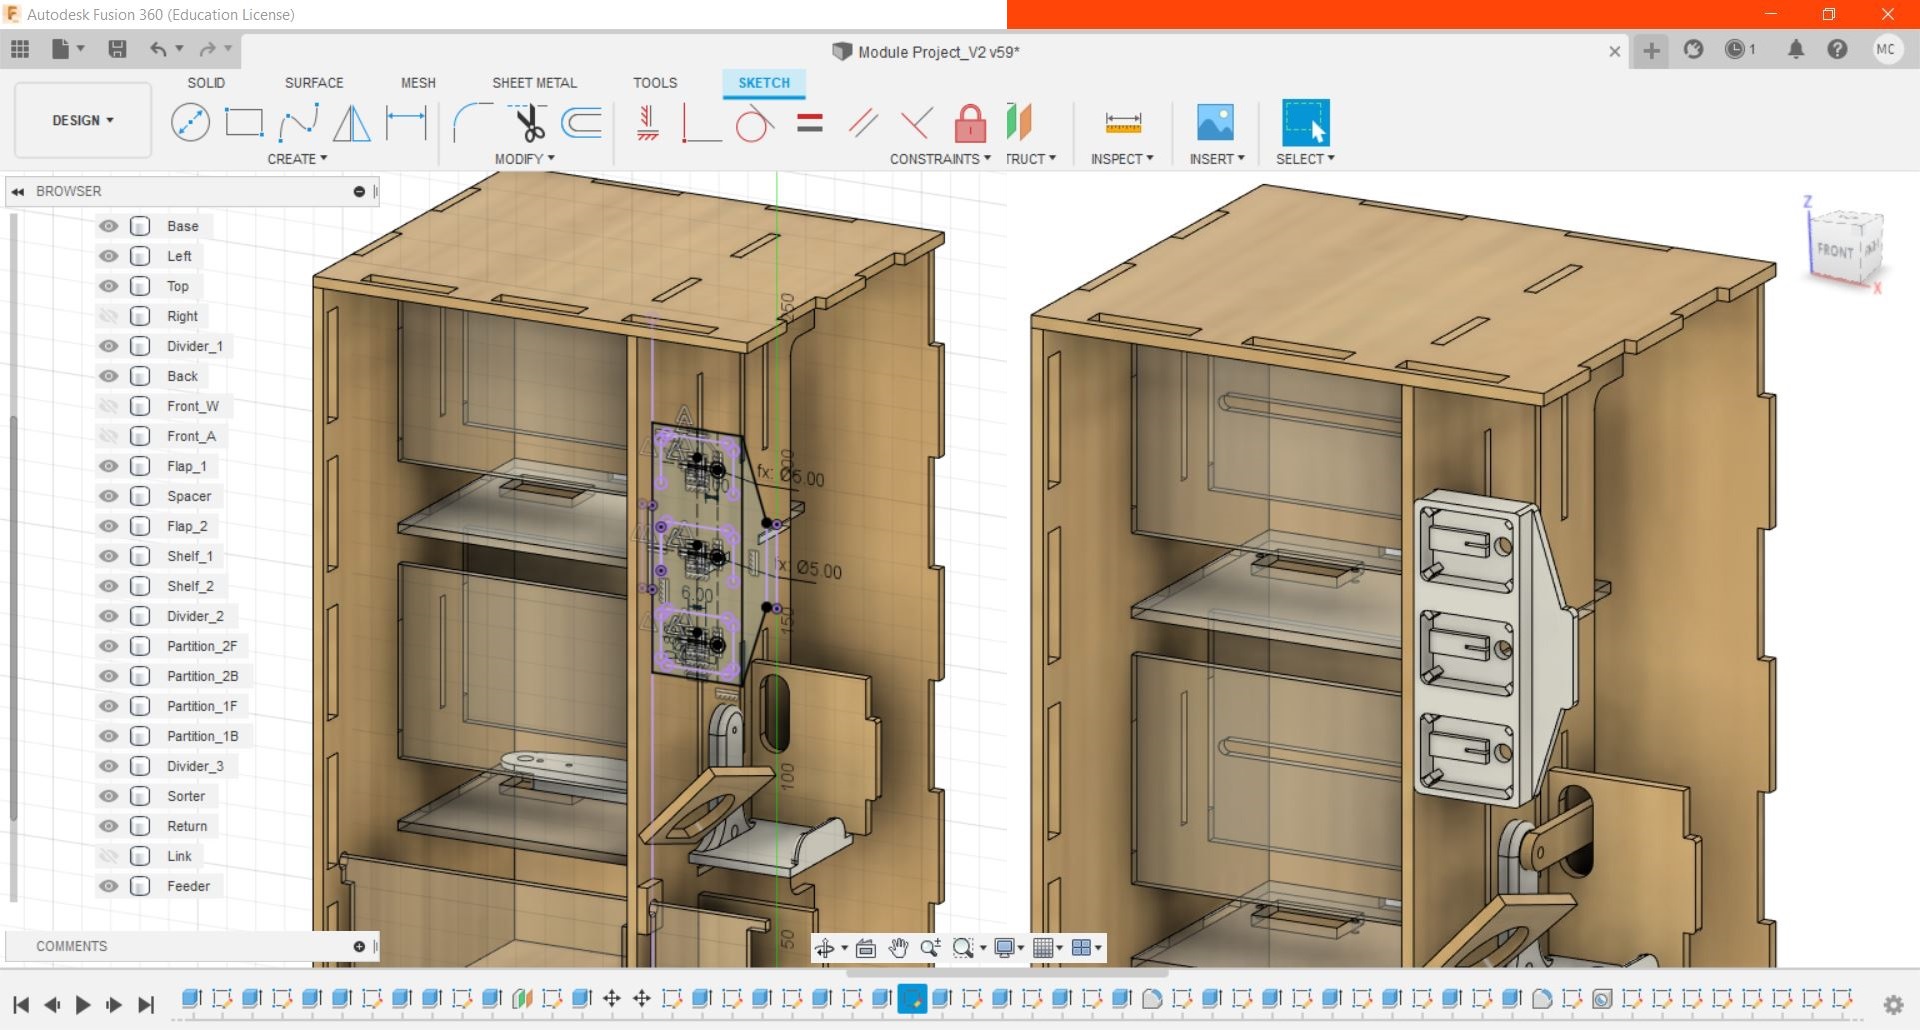 Autodesk Fusion 360 (Education License)
Module Project_V2 v59*
1
MC
SOLID
SURFACE
MESH
SHEET METAL
TOOLS
SKETCH
DESIGN
CREATE
MODIFY
CONSTRAINTS
TRUCT
INSPECT
INSERT
SELECT
BROWSER
Base
Left
Top
Right
Divider_1
Back
Front_W
Front_A
Flap_1
Spacer
Flap_2
Shelf_1
Shelf_2
Divider_2
Partition_2F
Partition_2B
Partition_1F
Partition_1B
Divider_3
Sorter
Return
Link
Feeder
COMMENTS
250
fx: Ø5.00
x: Ø5.00
6.00
150
100
50
Z
FRONT
X